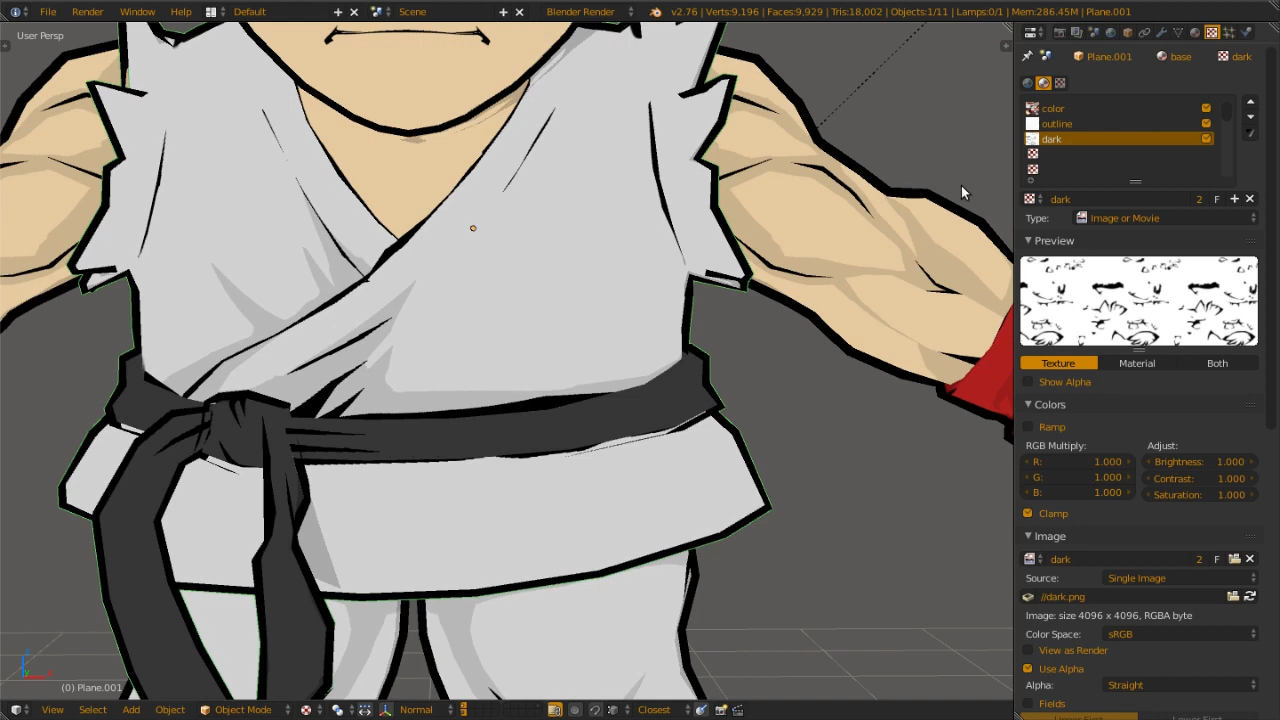 File Render Window Help Default Scene Blender Render v2.76 | Verts:9,196 | Faces:9,929 | Tris:18,002 | Objects:1/11 | Lamps:0/1 | Mem:286.45M | Plane.001
User Persp
Plane.001 base dark
color
outline
dark
dark 2 F
Type: Image or Movie
Preview
Texture Material Both
Show Alpha
Colors
Ramp
RGB Multiply: Adjust:
R: 1.000 Brightness: 1.000
G: 1.000 Contrast: 1.000
B: 1.000 Saturation: 1.000
Clamp
Image
dark 2 F
Source: Single Image
//dark.png
Image: size 4096 x 4096, RGBA byte
Color Space: sRGB
View as Render
Use Alpha
Alpha: Straight
Fields
(0) Plane.001
View Select Add Object Object Mode Normal Closest